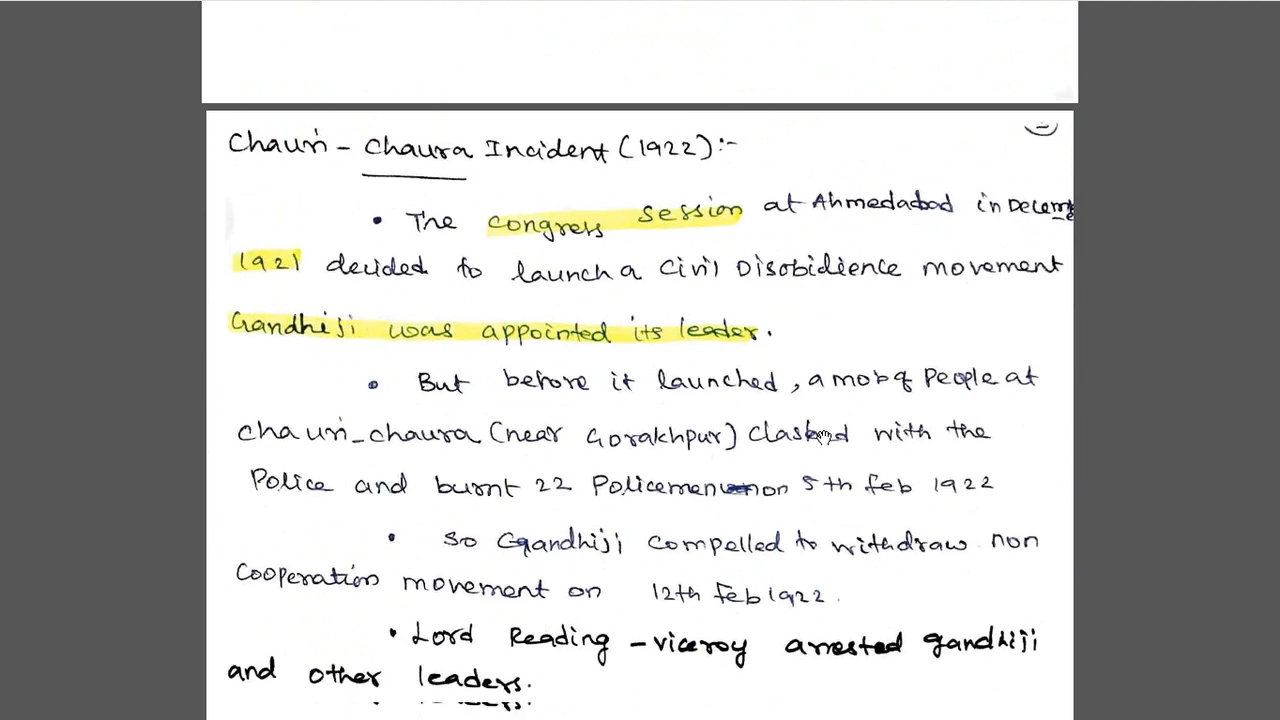 Chauri - Chaura Incident (1922):-
• The congress session at Ahmedabad in Decemb
1921 decided to launch a Civil Disobidience movement
Gandhiji was appointed its leader.
• But before it launched, a mob of People at
chauri-chaura (near Gorakhpur) clashed with the
Police and burnt 22 Policemen on 5th feb 1922
• so Gandhiji compelled to withdraw non
cooperation movement on 12th feb 1922.
• Lord Reading - viceroy arrested gandhiji
and other leaders.